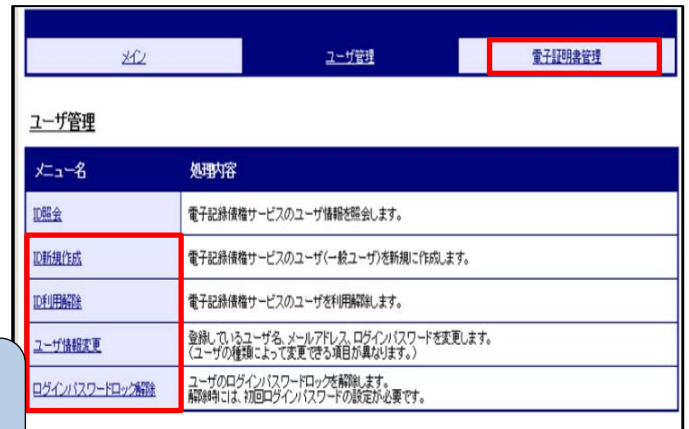 メイン ユーザ管理 電子証明書管理
ユーザ管理
メニュー名 処理内容
ID照会 電子記録債権サービスのユーザ情報を照会します。
ID新規作成 電子記録債権サービスのユーザ(一般ユーザ)を新規に作成します。
ID利用解除 電子記録債権サービスのユーザを利用解除します。
ユーザ情報変更 登録しているユーザ名、メールアドレス、ログインパスワードを変更します。
(ユーザの種類によって変更できる項目が異なります。)
ログインパスワードロック解除 ユーザのログインパスワードロックを解除します。
解除時には、初回ログインパスワードの設定が必要です。